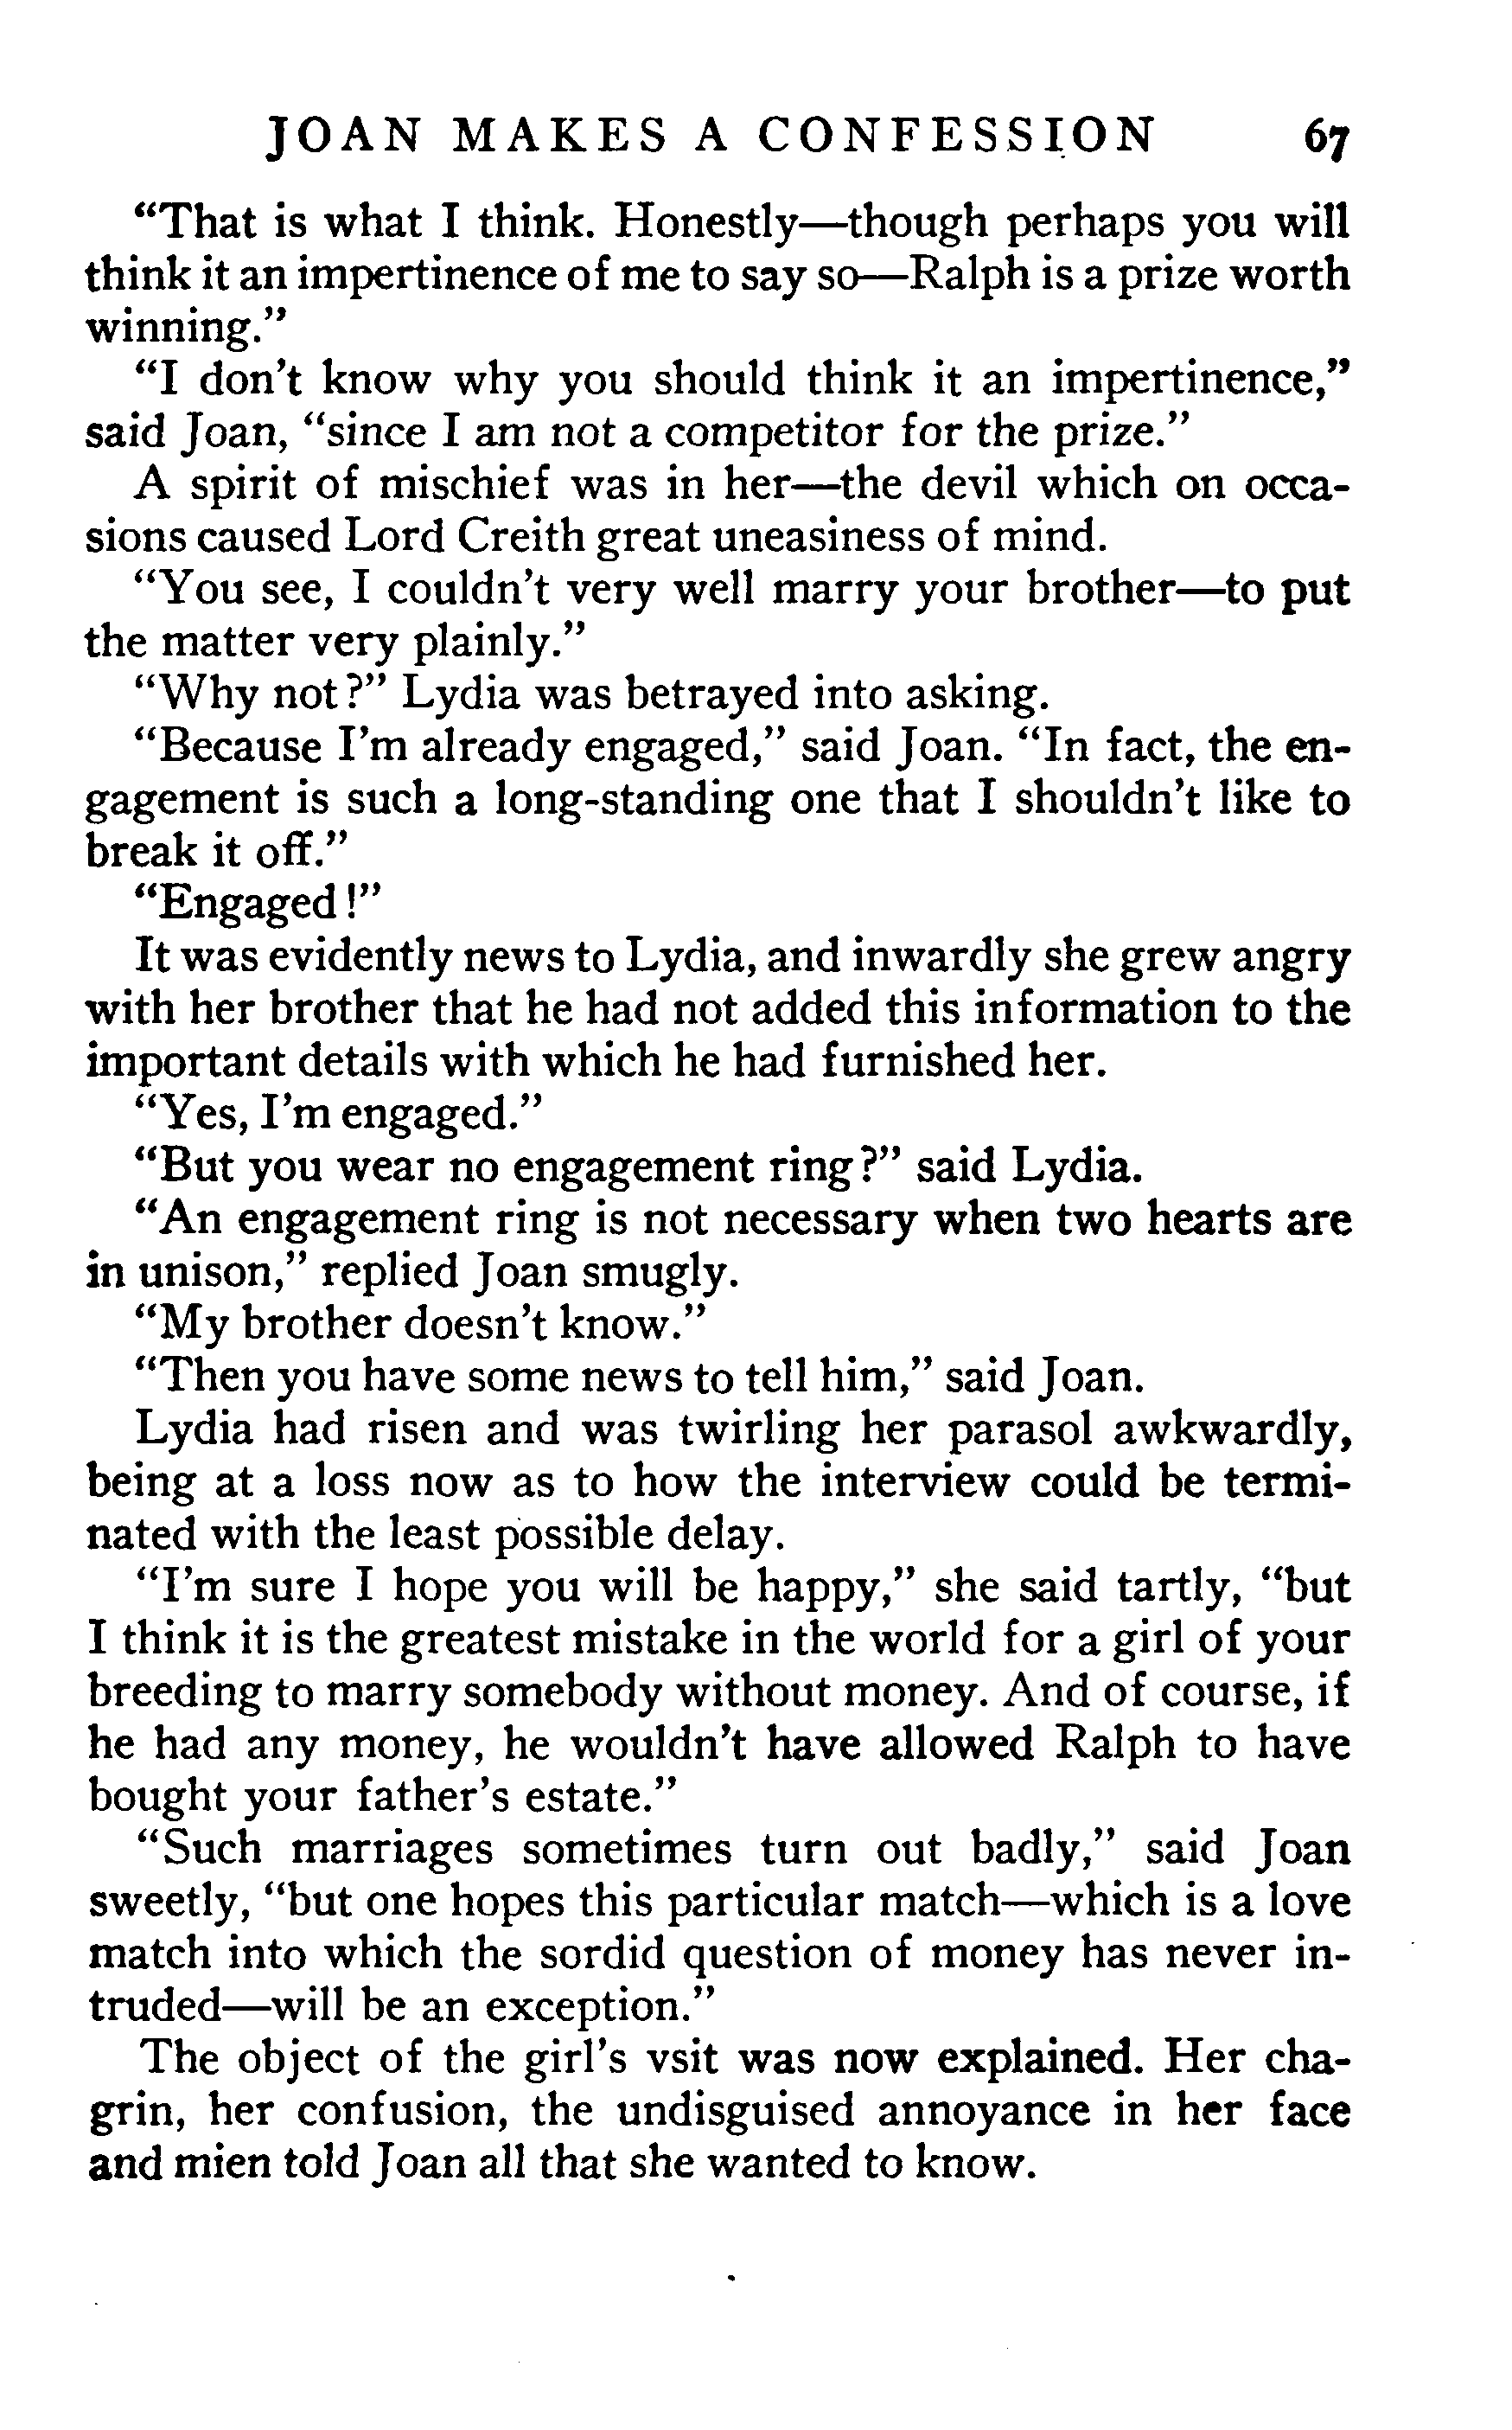 JOAN MAKES A CONFESSION 67
“That is what I think. Honestly—though perhaps you will
think it an impertinence of me to say so—Ralph is a prize worth
winning.”
“I don’t know why you should think it an impertinence,”
said Joan, “since I am not a competitor for the prize.”
A spirit of mischief was in her—the devil which on occa-
sions caused Lord Creith great uneasiness of mind.
“You see, I couldn’t very well marry your brother—to put
the matter very plainly.”
“Why not?” Lydia was betrayed into asking.
“Because I’m already engaged,” said Joan. “In fact, the en-
gagement is such a long-standing one that I shouldn’t like to
break it off.”
“Engaged!”
It was evidently news to Lydia, and inwardly she grew angry
with her brother that he had not added this information to the
important details with which he had furnished her.
“Yes, I’m engaged.”
“But you wear no engagement ring?” said Lydia.
“An engagement ring is not necessary when two hearts are
in unison,” replied Joan smugly.
“My brother doesn’t know.”
“Then you have some news to tell him,” said Joan.
Lydia had risen and was twirling her parasol awkwardly,
being at a loss now as to how the interview could be termi-
nated with the least possible delay.
“I’m sure I hope you will be happy,” she said tartly, “but
I think it is the greatest mistake in the world for a girl of your
breeding to marry somebody without money. And of course, if
he had any money, he wouldn’t have allowed Ralph to have
bought your father’s estate.”
“Such marriages sometimes turn out badly,” said Joan
sweetly, “but one hopes this particular match—which is a love
match into which the sordid question of money has never in-
truded—will be an exception.”
The object of the girl’s vsit was now explained. Her cha-
grin, her confusion, the undisguised annoyance in her face
and mien told Joan all that she wanted to know.